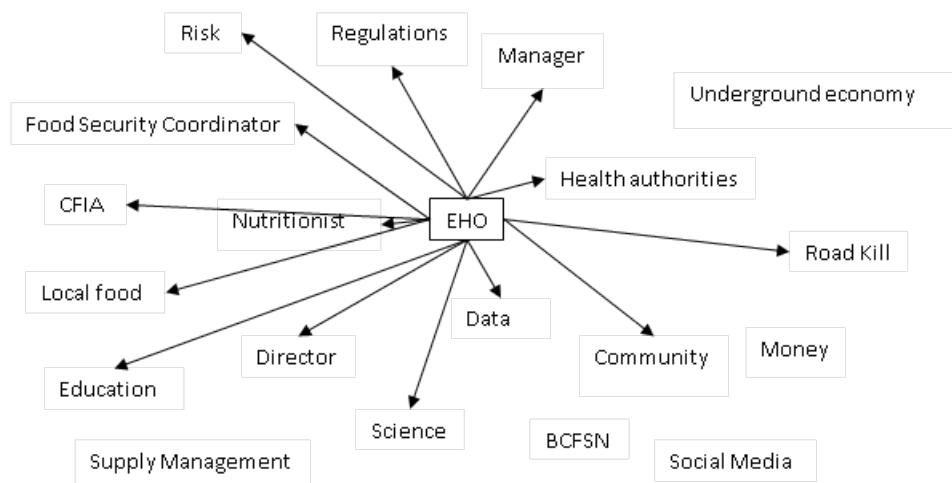 Risk
Regulations
Manager
Underground economy
Food Security Coordinator
Health authorities
CFIA
Nutritionist
EHO
Road Kill
Local food
Data
Director
Community
Money
Education
Science
BCFSN
Supply Management
Social Media